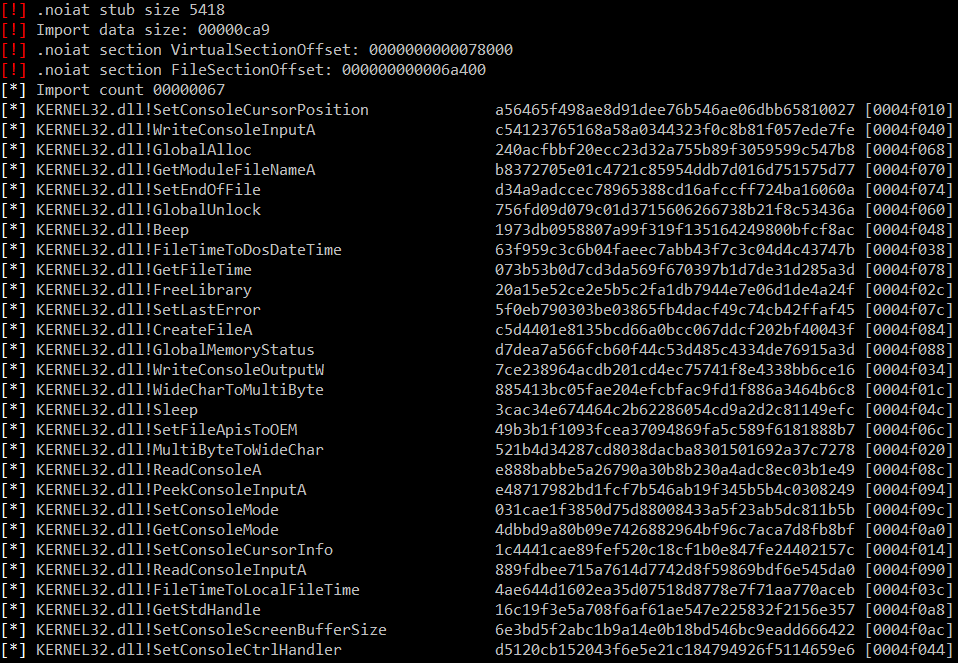 [!] .noiat stub size 5418
[!] Import data size: 00000ca9
[!] .noiat section VirtualSectionOffset: 0000000000078000
[!] .noiat section FileSectionOffset: 000000000006a400
[*] Import count 00000067
[*] KERNEL32.dll!SetConsoleCursorPosition a56465f498ae8d91dee76b546ae06dbb65810027 [0004f010]
[*] KERNEL32.dll!WriteConsoleInputA c54123765168a58a0344323f0c8b81f057ede7fe [0004f040]
[*] KERNEL32.dll!GlobalAlloc 240acfbbf20ecc23d32a755b89f3059599c547b8 [0004f068]
[*] KERNEL32.dll!GetModuleFileNameA b8372705e01c4721c85954ddb7d016d751575d77 [0004f070]
[*] KERNEL32.dll!SetEndOfFile d34a9adccec78965388cd16afccff724ba16060a [0004f074]
[*] KERNEL32.dll!GlobalUnlock 756fd09d079c01d3715606266738b21f8c53436a [0004f060]
[*] KERNEL32.dll!Beep 1973db0958807a99f319f135164249800bfcf8ac [0004f048]
[*] KERNEL32.dll!FileTimeToDosDateTime 63f959c3c6b04faeec7abb43f7c3c04d4c43747b [0004f038]
[*] KERNEL32.dll!GetFileTime 073b53b0d7cd3da569f670397b1d7de31d285a3d [0004f078]
[*] KERNEL32.dll!FreeLibrary 20a15e52ce2e5b5c2fa1db7944e7e06d1de4a24f [0004f02c]
[*] KERNEL32.dll!SetLastError 5f0eb790303be03865fb4dacf49c74cb42ffaf45 [0004f07c]
[*] KERNEL32.dll!CreateFileA c5d4401e8135bcd66a0bcc067ddcf202bf40043f [0004f084]
[*] KERNEL32.dll!GlobalMemoryStatus d7dea7a566fcb60f44c53d485c4334de76915a3d [0004f088]
[*] KERNEL32.dll!WriteConsoleOutputW 7ce238964acdb201cd4ec75741f8e4338bb6ce16 [0004f034]
[*] KERNEL32.dll!WideCharToMultiByte 885413bc05fae204efcbfac9fd1f886a3464b6c8 [0004f01c]
[*] KERNEL32.dll!Sleep 3cac34e674464c2b62286054cd9a2d2c81149efc [0004f04c]
[*] KERNEL32.dll!SetFileApisToOEM 49b3b1f1093fcea37094869fa5c589f6181888b7 [0004f06c]
[*] KERNEL32.dll!MultiByteToWideChar 521b4d34287cd8038dacba8301501692a37c7278 [0004f020]
[*] KERNEL32.dll!ReadConsoleA e888babbe5a26790a30b8b230a4adc8ec03b1e49 [0004f08c]
[*] KERNEL32.dll!PeekConsoleInputA e48717982bd1fcf7b546ab19f345b5b4c0308249 [0004f094]
[*] KERNEL32.dll!SetConsoleMode 031cae1f3850d75d88008433a5f23ab5dc811b5b [0004f09c]
[*] KERNEL32.dll!GetConsoleMode 4dbbd9a80b09e7426882964bf96c7aca7d8fb8bf [0004f0a0]
[*] KERNEL32.dll!SetConsoleCursorInfo 1c4441cae89fef520c18cf1b0e847fe24402157c [0004f014]
[*] KERNEL32.dll!ReadConsoleInputA 889fdbee715a7614d7742d8f59869bdf6e545da0 [0004f090]
[*] KERNEL32.dll!FileTimeToLocalFileTime 4ae644d1602ea35d07518d8778e7f71aa770aceb [0004f03c]
[*] KERNEL32.dll!GetStdHandle 16c19f3e5a708f6af61ae547e225832f2156e357 [0004f0a8]
[*] KERNEL32.dll!SetConsoleScreenBufferSize 6e3bd5f2abc1b9a14e0b18bd546bc9eadd666422 [0004f0ac]
[*] KERNEL32.dll!SetConsoleCtrlHandler d5120cb152043f6e5e21c184794926f5114659e6 [0004f044]